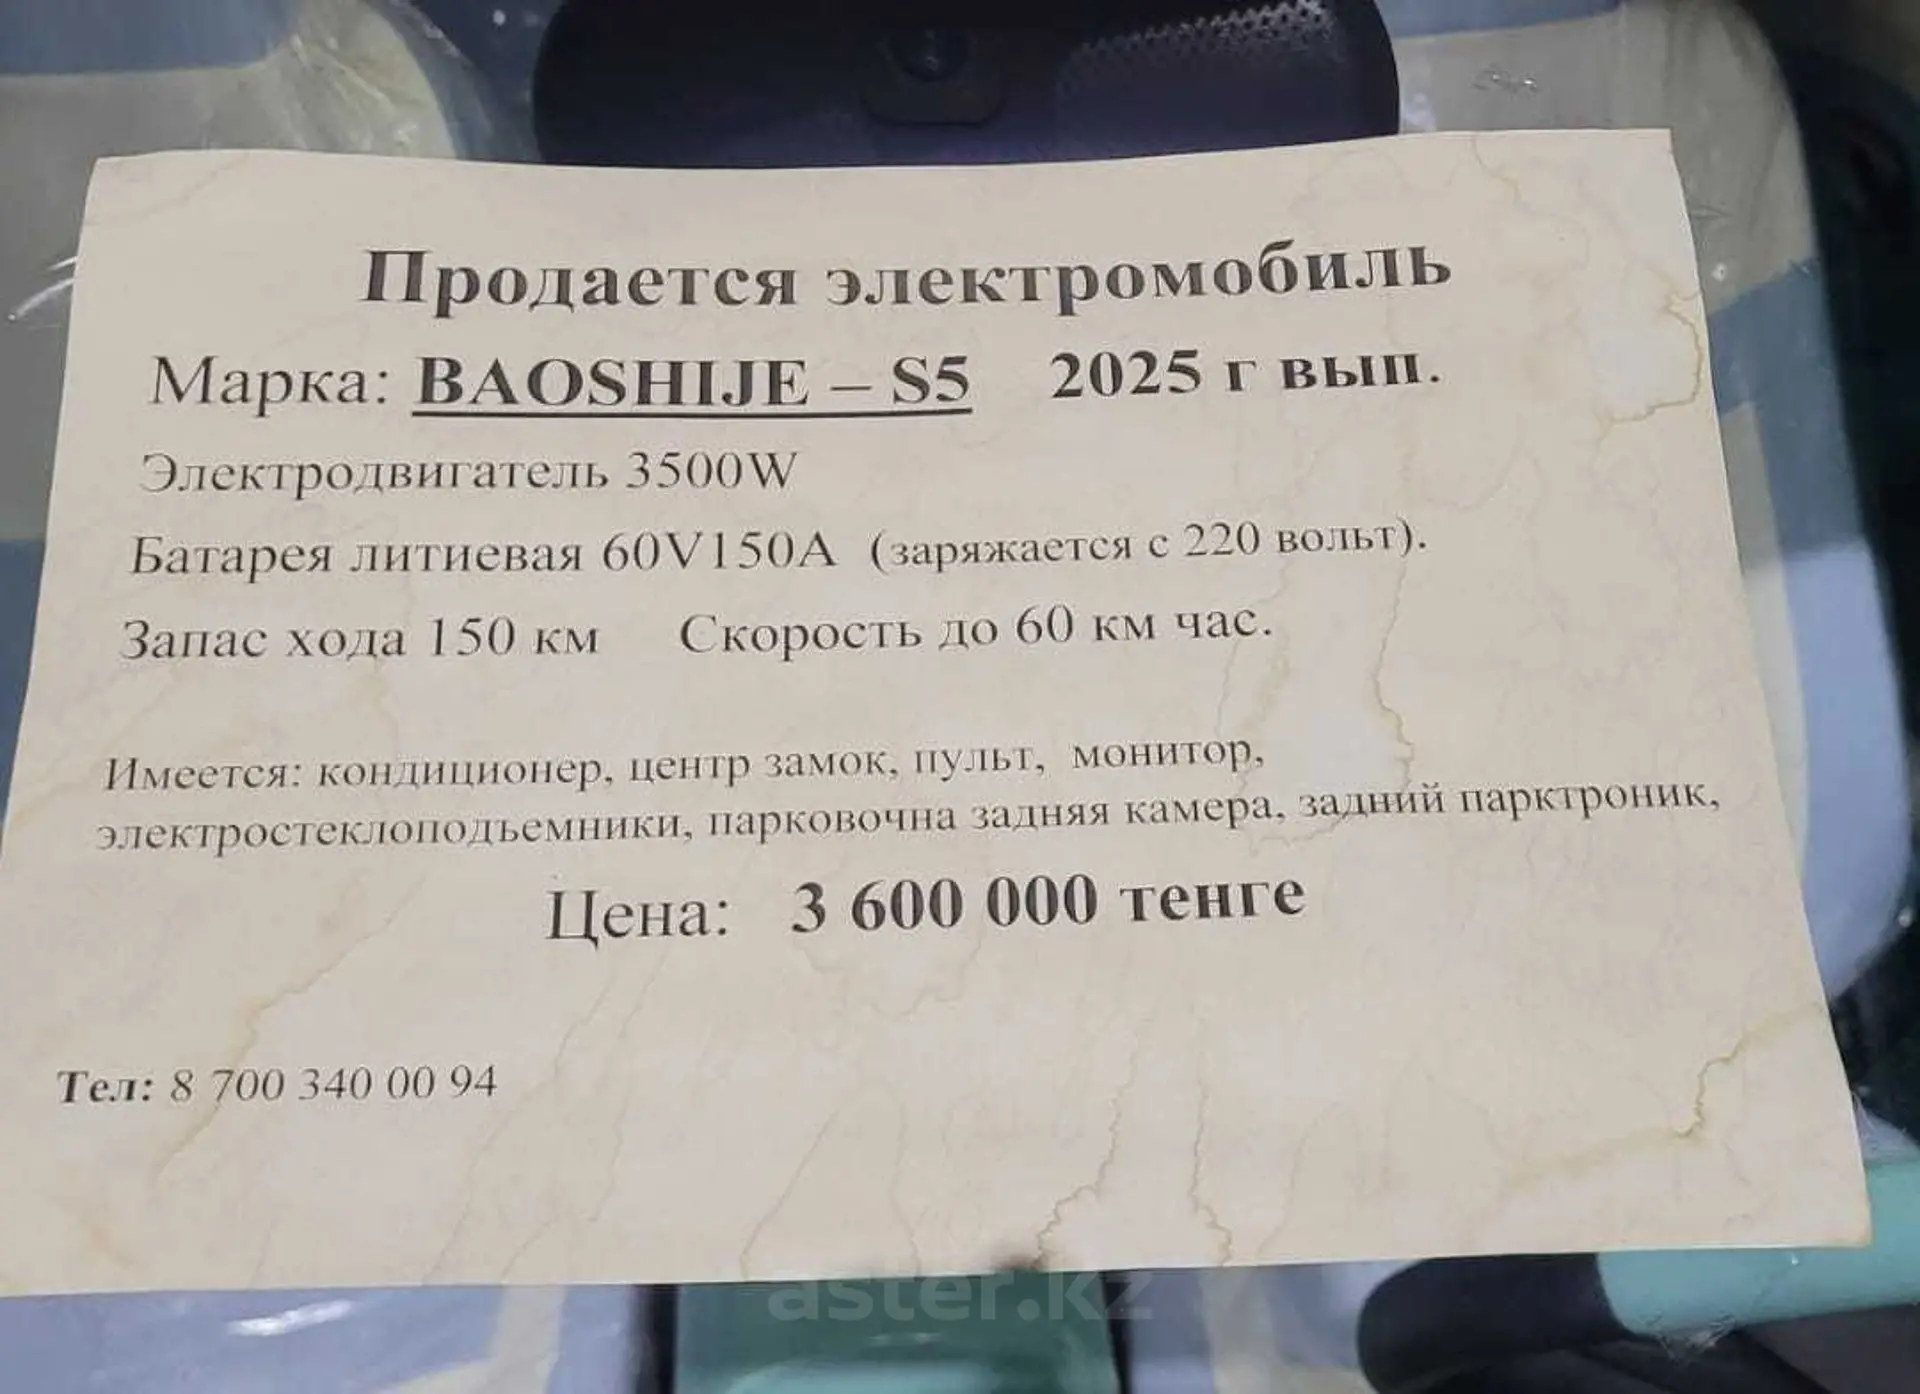 Продается электромобиль
Марка: BAOSHIJE – S5 2025 г вып.
Электродвигатель 3500W
Батарея литиевая 60V150A (заряжается с 220 вольт).
Запас хода 150 км Скорость до 60 км час.
Имеется: кондиционер, центр замок, пульт, монитор,
электростеклоподъемники, парковочна задняя камера, задний парктроник,
Цена: 3 600 000 тенге
Тел: 8 700 340 00 94
aster.kz